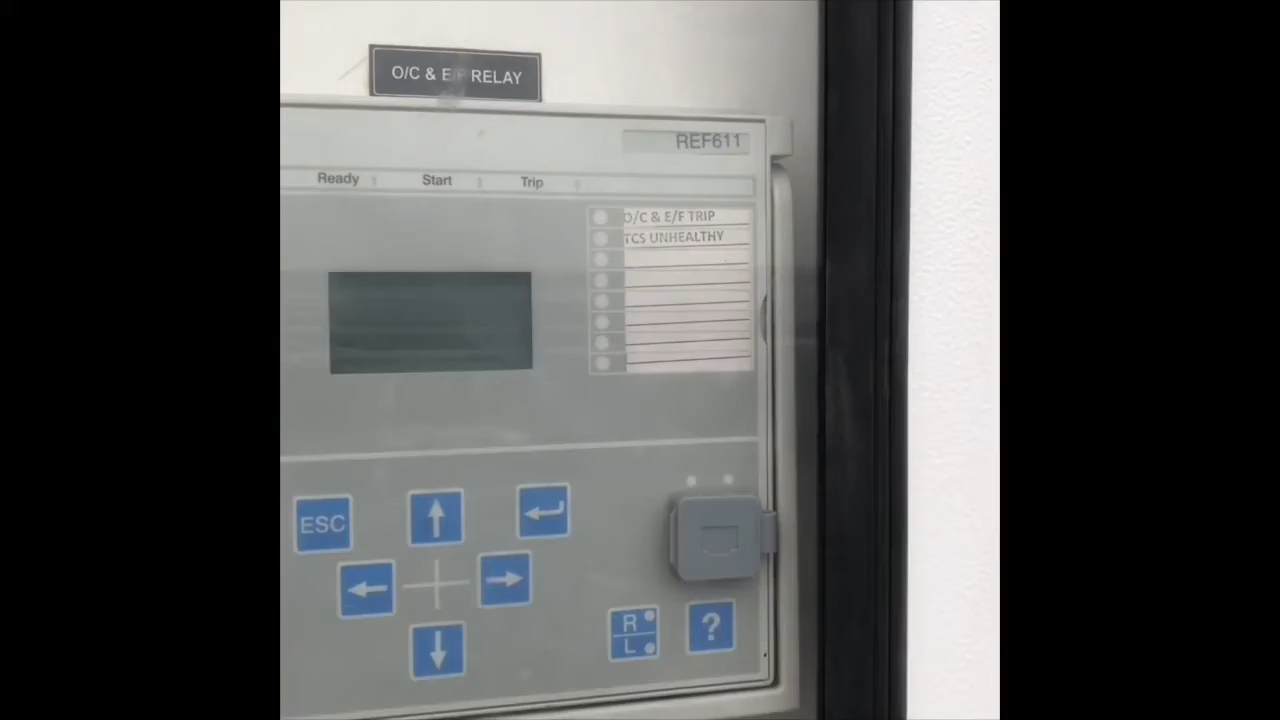 O/C & E/F RELAY
REF611
Ready Start Trip
O/C & E/F TRIP
TCS UNHEALTHY
ESC
R
L
?